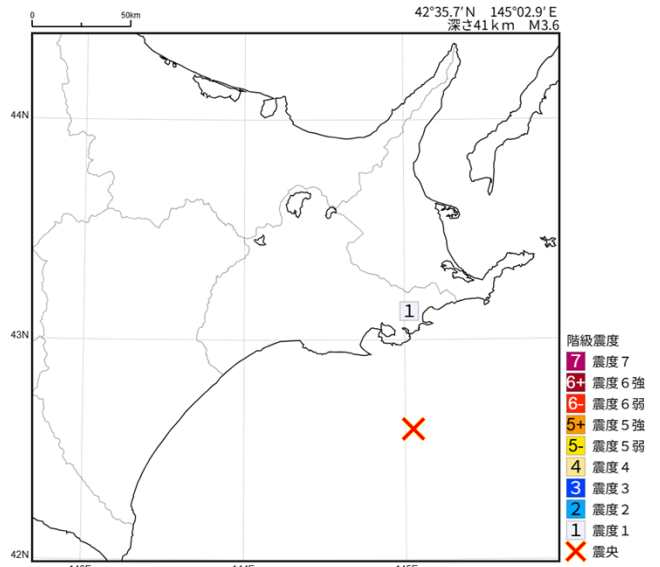 0 50km
42°35.7′N 145°02.9′E
深さ41km M3.6
44N
1
43N
階級震度
7 震度7
6+ 震度6強
6- 震度6弱
5+ 震度5強
5- 震度5弱
4 震度4
3 震度3
2 震度2
1 震度1
震央
42N